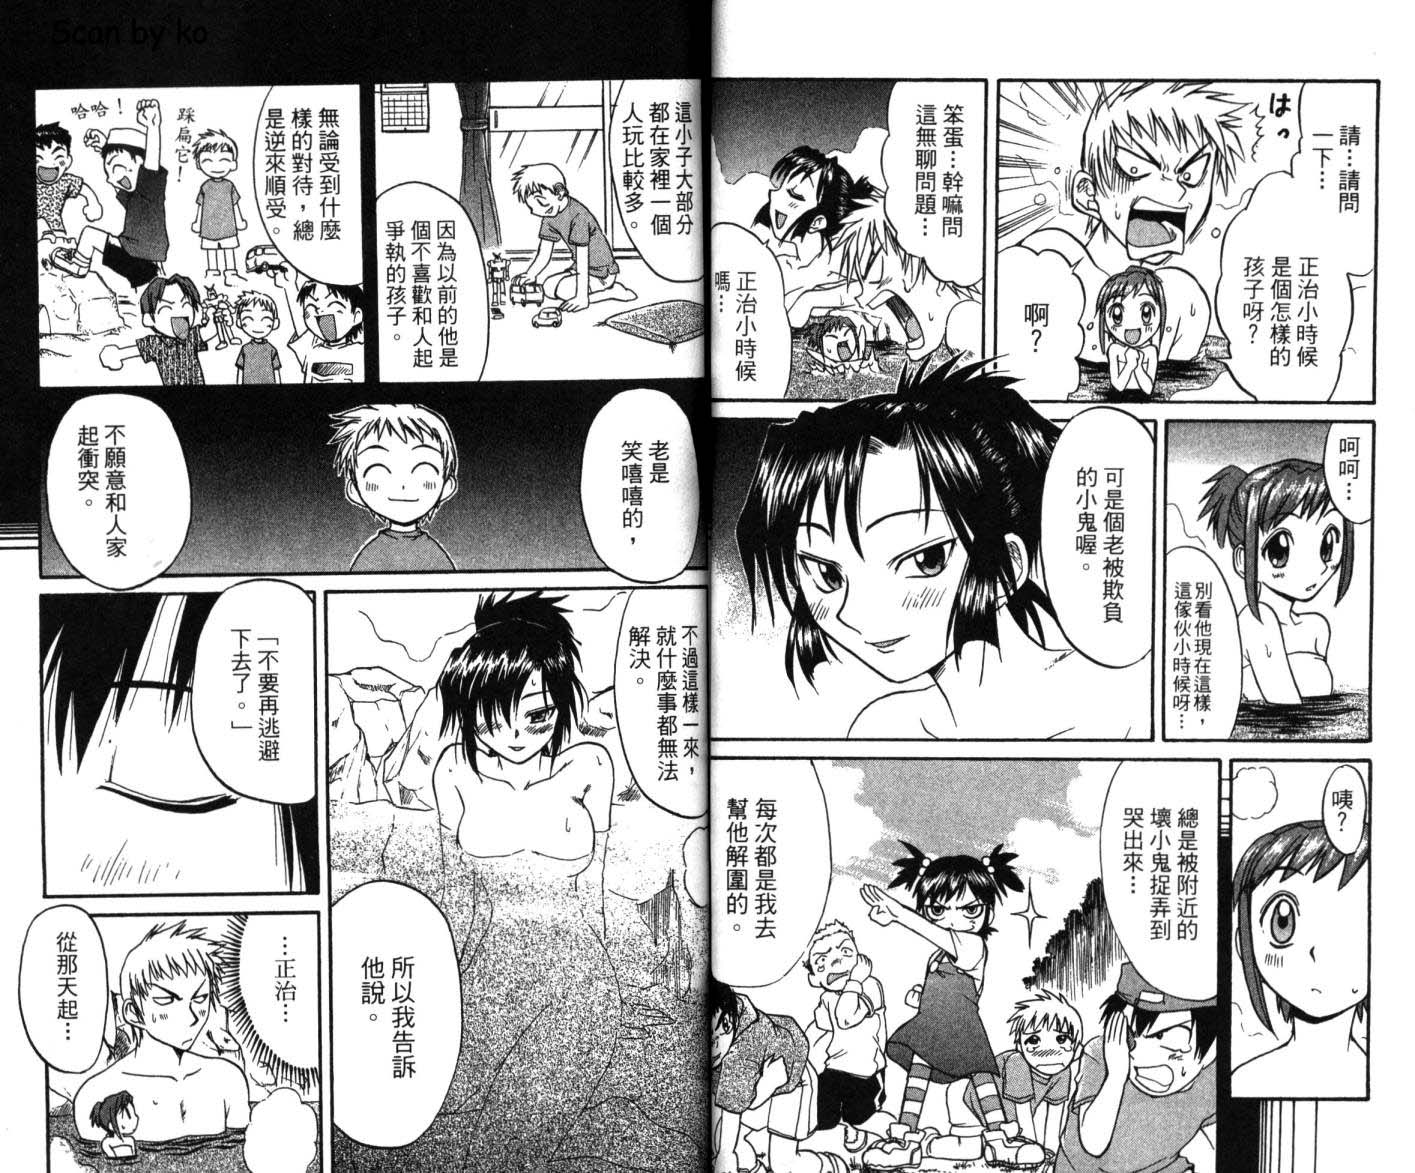 Scan by ko
請…請問
一下…
はっ
正治小時候
是個怎樣的
孩子呀？
啊？
笨蛋…幹嘛問
這無聊問題…
正治小時候
嗎…
呵呵…
別看他現在這樣，
這傢伙小時候呀…
可是個老被欺負
的小鬼喔。
咦？
總是被附近的
壞小鬼捉弄到
哭出來…
每次都是我去
幫他解圍的。
這小子大部分
都在家裡一個
人玩比較多。
因為以前的他是
個不喜歡和人起
爭執的孩子。
無論受到什麼
樣的對待，總
是逆來順受。
踩
扁
它！
哈哈！
老是
笑嘻嘻的，
不願意和人家
起衝突。
不過這樣一來，
就什麼事都無法
解決。
所以我告訴
他說。
「不要再逃避
下去了。」
…正治…
從那天起…